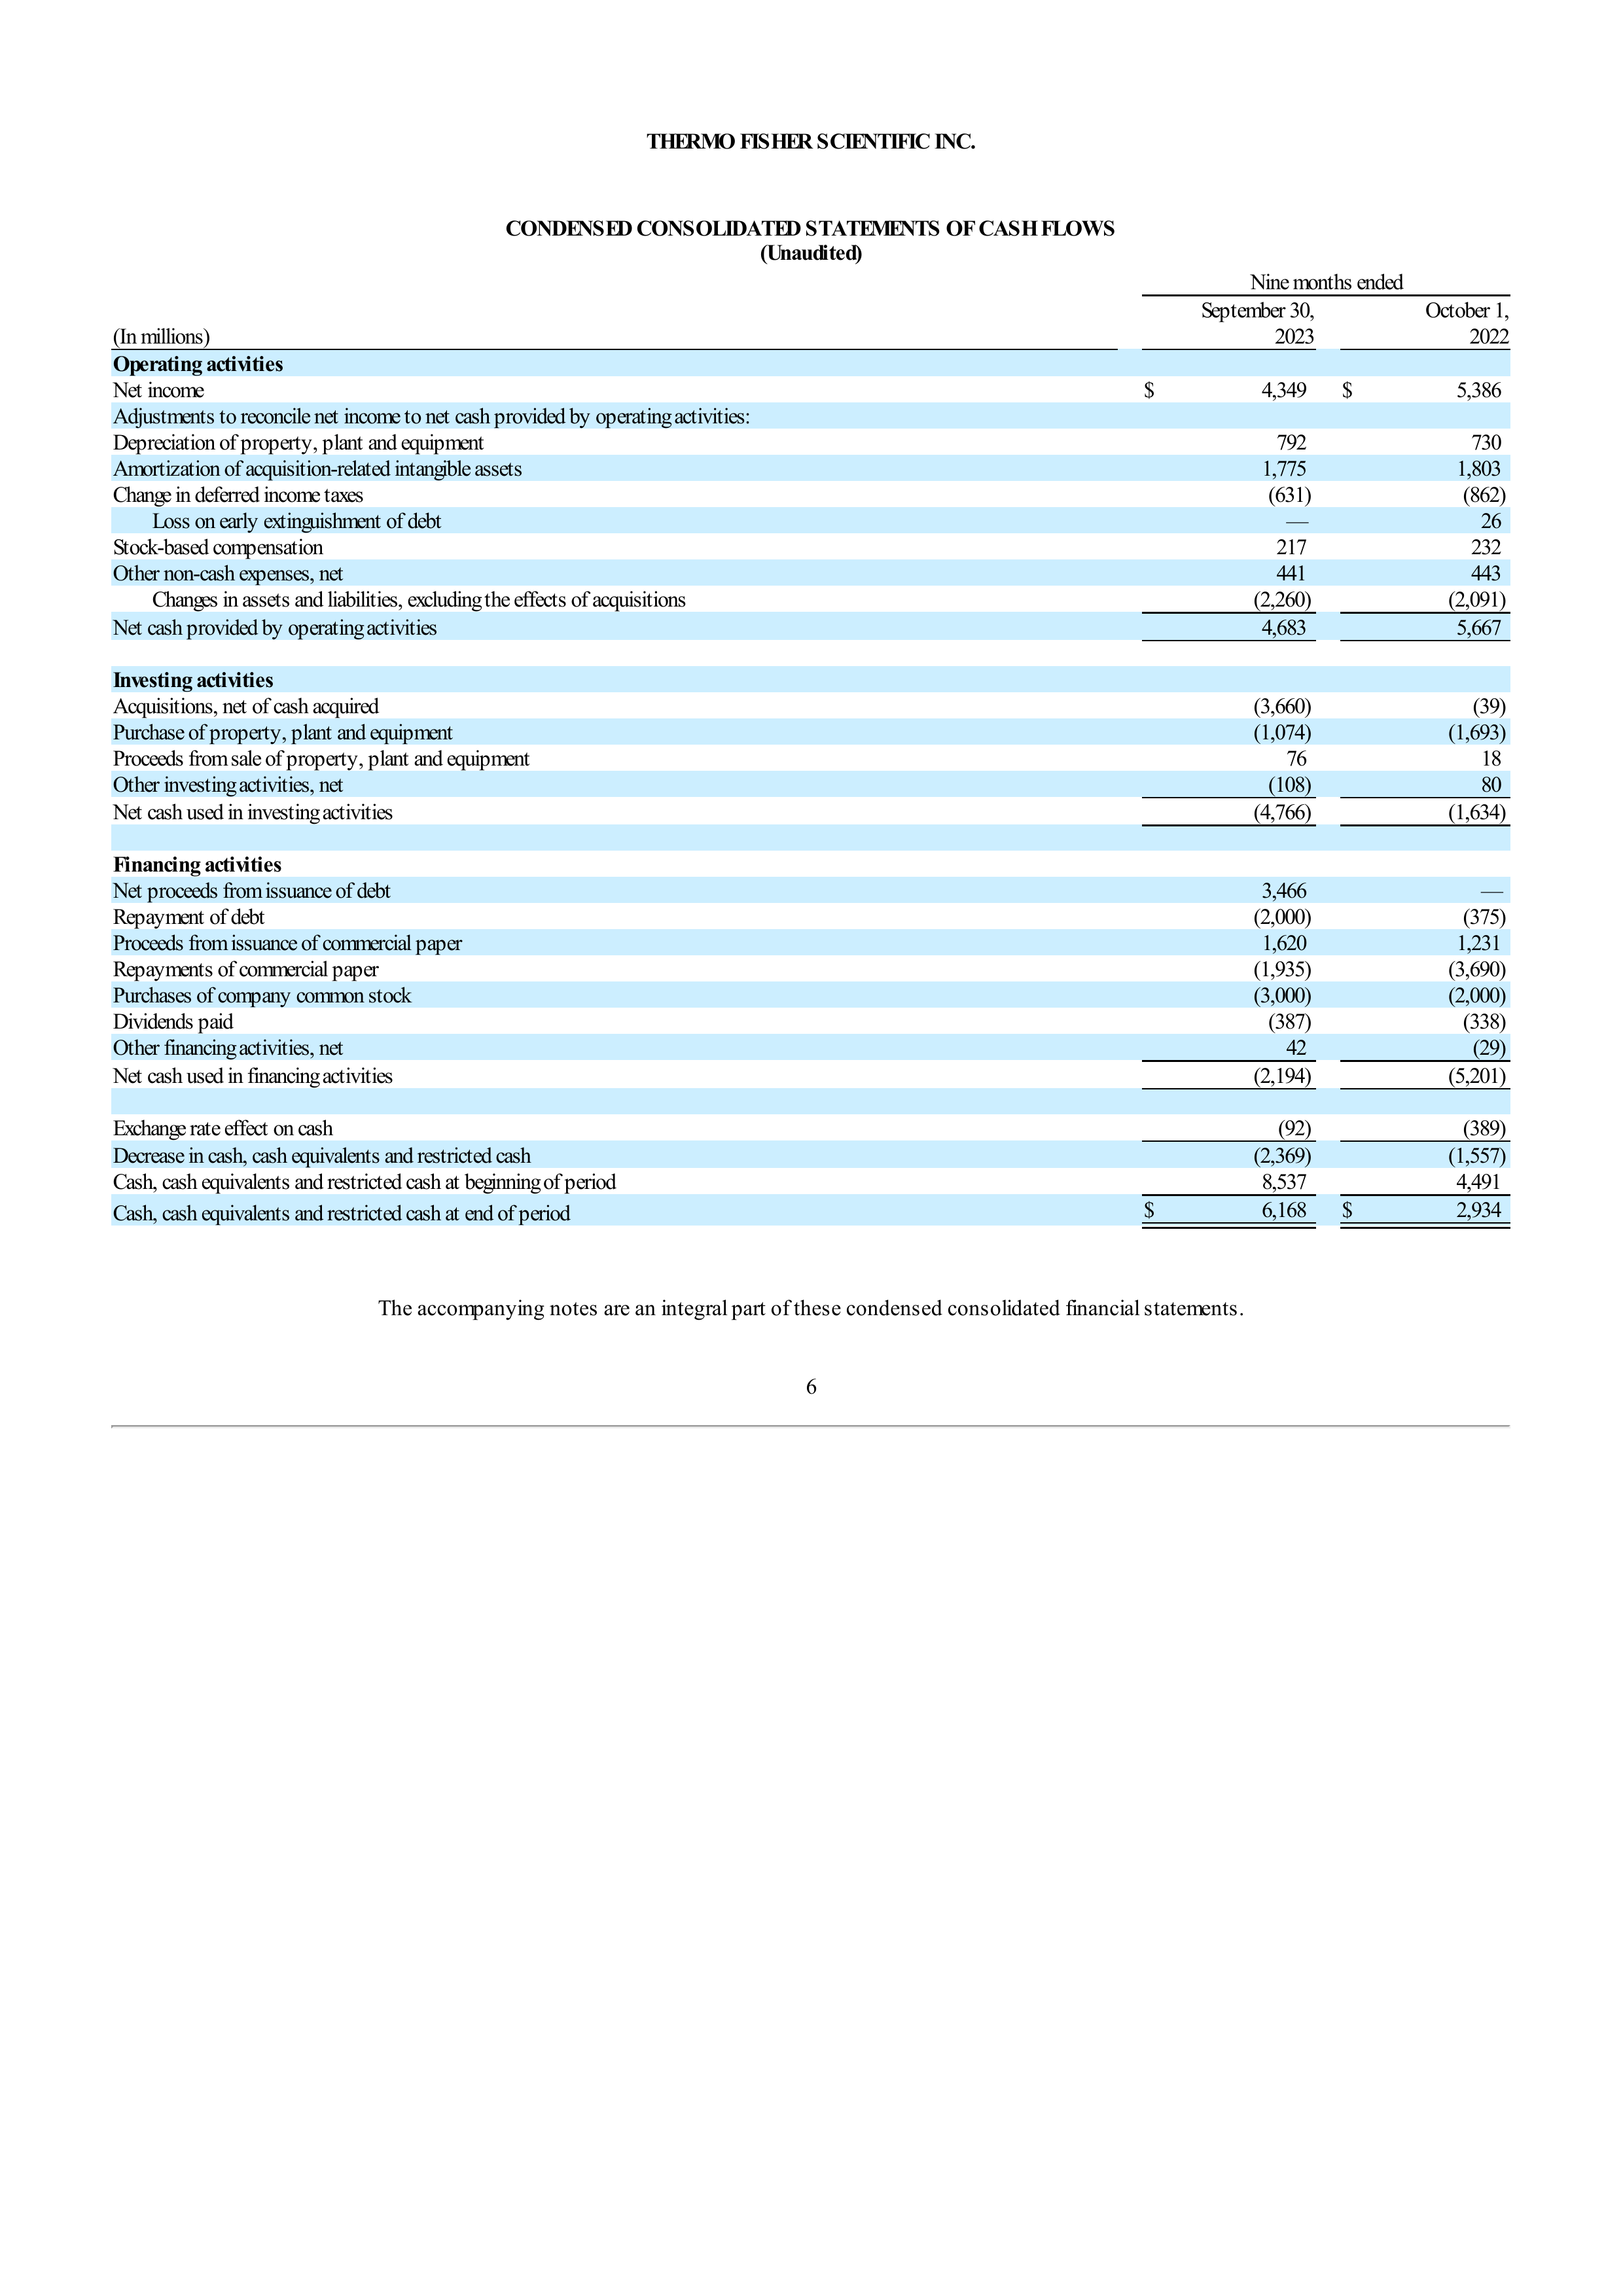 THERMO FISHER SCIENTIFIC INC.
CONDENSED CONSOLIDATED STATEMENTS OF CASH FLOWS
(Unaudited)
Nine months ended
September 30, October 1,
(In millions) 2023 2022
Operating activities
Net income $ 4,349 $ 5,386
Adjustments to reconcile net income to net cash provided by operating activities:
Depreciation of property, plant and equipment 792 730
Amortization of acquisition-related intangible assets 1,775 1,803
Change in deferred income taxes (631) (862)
Loss on early extinguishment of debt — 26
Stock-based compensation 217 232
Other non-cash expenses, net 441 443
Changes in assets and liabilities, excluding the effects of acquisitions (2,260) (2,091)
Net cash provided by operating activities 4,683 5,667
Investing activities
Acquisitions, net of cash acquired (3,660) (39)
Purchase of property, plant and equipment (1,074) (1,693)
Proceeds from sale of property, plant and equipment 76 18
Other investing activities, net (108) 80
Net cash used in investing activities (4,766) (1,634)
Financing activities
Net proceeds from issuance of debt 3,466 —
Repayment of debt (2,000) (375)
Proceeds from issuance of commercial paper 1,620 1,231
Repayments of commercial paper (1,935) (3,690)
Purchases of company common stock (3,000) (2,000)
Dividends paid (387) (338)
Other financing activities, net 42 (29)
Net cash used in financing activities (2,194) (5,201)
Exchange rate effect on cash (92) (389)
Decrease in cash, cash equivalents and restricted cash (2,369) (1,557)
Cash, cash equivalents and restricted cash at beginning of period 8,537 4,491
Cash, cash equivalents and restricted cash at end of period $ 6,168 $ 2,934
The accompanying notes are an integral part of these condensed consolidated financial statements.
6